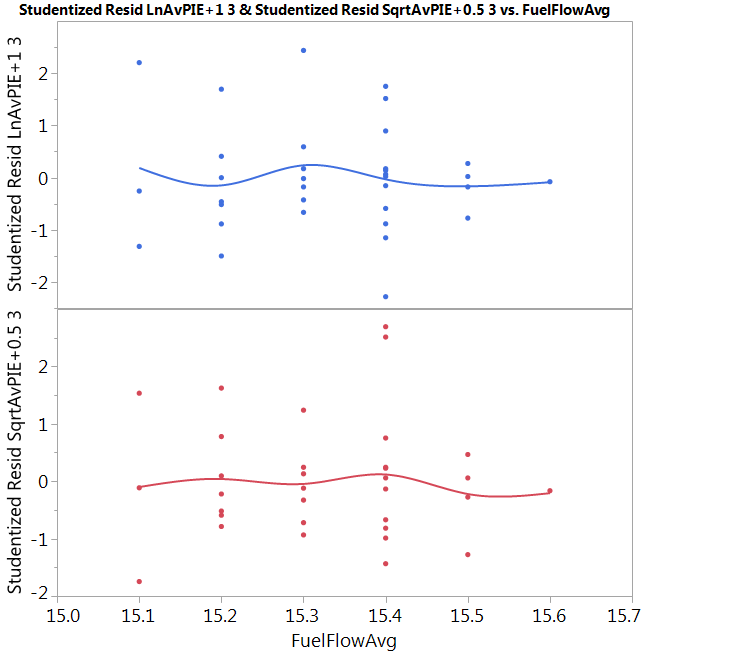 Studentized Resid LnAvPIE+1 3 & Studentized Resid SqrtAvPIE+0.5 3 vs. FuelFlowAvg
Studentized Resid LnAvPIE+1 3
2
1
0
-1
-2
Studentized Resid SqrtAvPIE+0.5 3
2
1
0
-1
-2
15.0 15.1 15.2 15.3 15.4 15.5 15.6 15.7
FuelFlowAvg